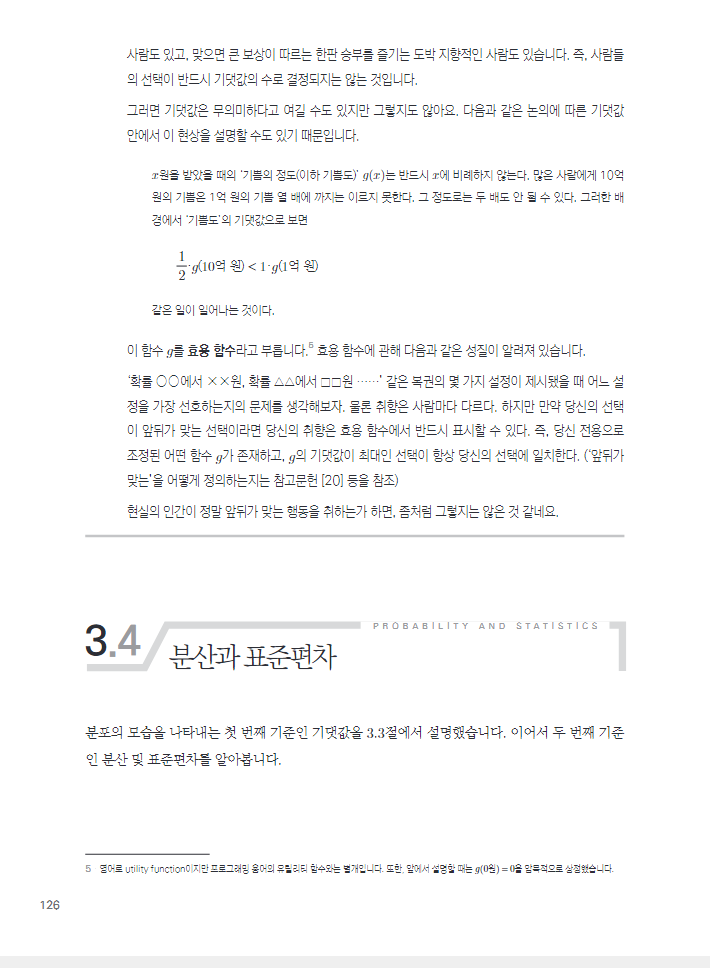 사람도 있고, 맞으면 큰 보상이 따르는 한판 승부를 즐기는 도박 지향적인 사람도 있습니다. 즉, 사람들
의 선택이 반드시 기댓값의 수로 결정되지는 않는 것입니다.
그러면 기댓값은 무의미하다고 여길 수도 있지만 그렇지도 않아요. 다음과 같은 논의에 따른 기댓값
안에서 이 현상을 설명할 수도 있기 때문입니다.
x원을 받았을 때의 ‘기쁨의 정도(이하 기쁨도)’ g(x)는 반드시 x에 비례하지 않는다. 많은 사람에게 10억
원의 기쁨은 1억 원의 기쁨 열 배에 까지는 이르지 못한다. 그 정도로는 두 배도 안 될 수 있다. 그러한 배
경에서 ‘기쁨도’의 기댓값으로 보면
1/2·g(10억 원) < 1·g(1억 원)
같은 일이 일어나는 것이다.
이 함수 g를 효용 함수라고 부릅니다.5 효용 함수에 관해 다음과 같은 성질이 알려져 있습니다.
‘확률 ○○에서 ××원, 확률 △△에서 □□원 ……’ 같은 복권의 몇 가지 설정이 제시됐을 때 어느 설
정을 가장 선호하는지의 문제를 생각해보자. 물론 취향은 사람마다 다르다. 하지만 만약 당신의 선택
이 앞뒤가 맞는 선택이라면 당신의 취향은 효용 함수에서 반드시 표시할 수 있다. 즉, 당신 전용으로
조정된 어떤 함수 g가 존재하고, g의 기댓값이 최대인 선택이 항상 당신의 선택에 일치한다. (‘앞뒤가
맞는’을 어떻게 정의하는지는 참고문헌 [20] 등을 참조)
현실의 인간이 정말 앞뒤가 맞는 행동을 취하는가 하면, 좀처럼 그렇지는 않은 것 같네요.
PROBABILITY AND STATISTICS
3.4 분산과 표준편차
분포의 모습을 나타내는 첫 번째 기준인 기댓값을 3.3절에서 설명했습니다. 이어서 두 번째 기준
인 분산 및 표준편차를 알아봅니다.
5 영어로 utility function이지만 프로그래밍 용어의 유틸리티 함수와는 별개입니다. 또한, 앞에서 설명할 때는 g(0원) = 0을 암묵적으로 상정했습니다.
126